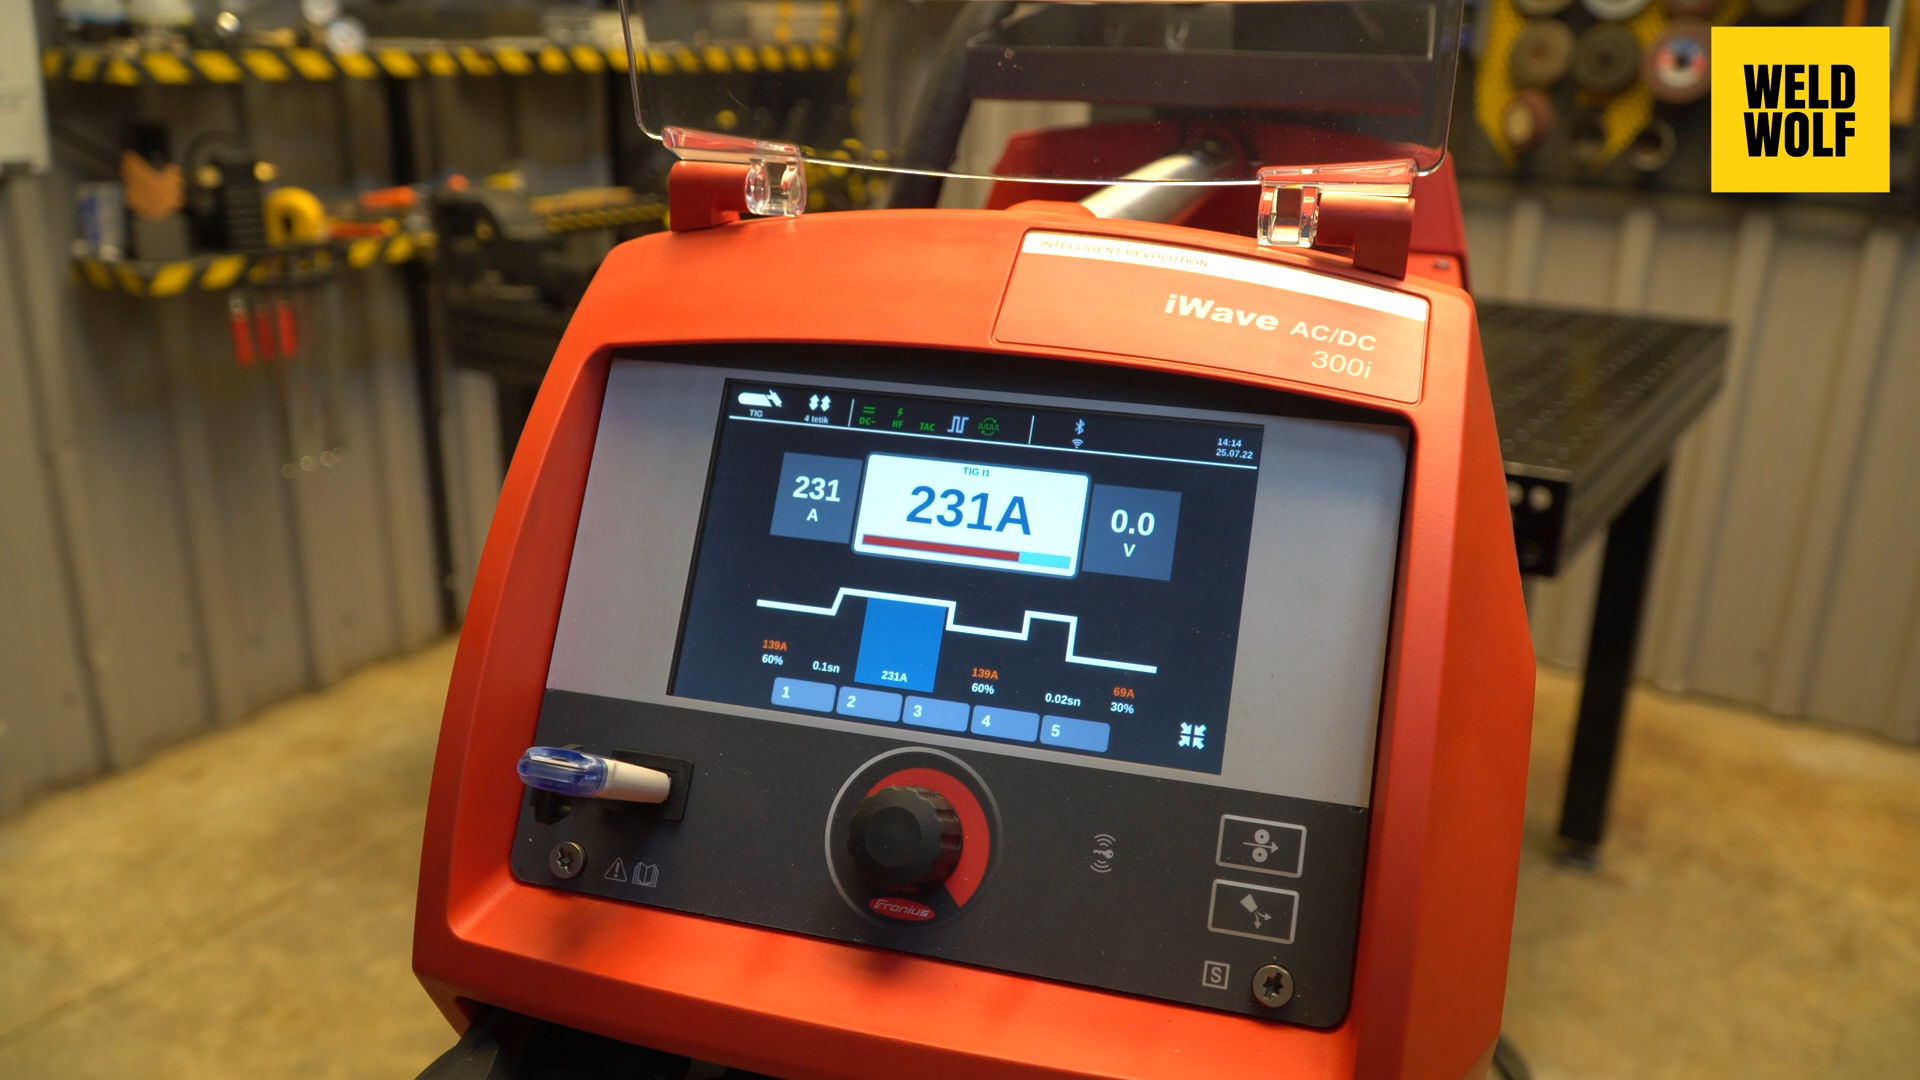 WELD
WOLF
INTELLIGENT REVOLUTION
iWave AC/DC
300i
TIG
4 tetik
DC-
HF
TAC
14:14
25.07.22
TIG I1
231
A
231A
0.0
V
139A
60%
0.1sn
231A
139A
60%
0.02sn
69A
30%
1
2
3
4
5
Fronius
S